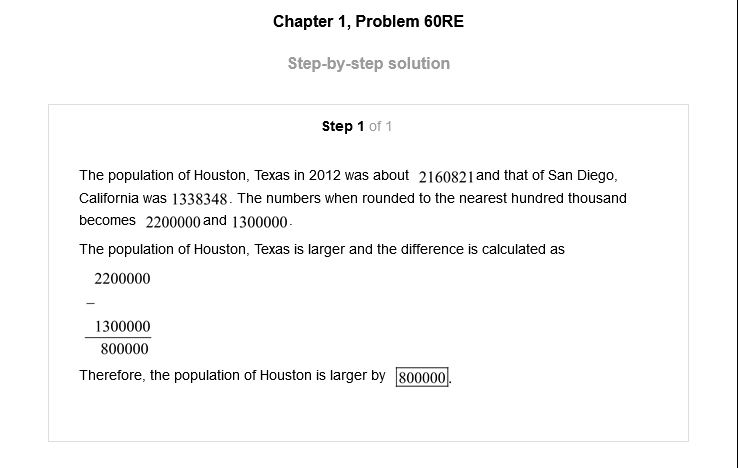 Chapter 1, Problem 60RE
Step-by-step solution
Step 1 of 1
The population of Houston, Texas in 2012 was about 2160821 and that of San Diego,
California was 1338348. The numbers when rounded to the nearest hundred thousand
becomes 2200000 and 1300000.
The population of Houston, Texas is larger and the difference is calculated as
2200000
−
1300000
800000
Therefore, the population of Houston is larger by 800000.